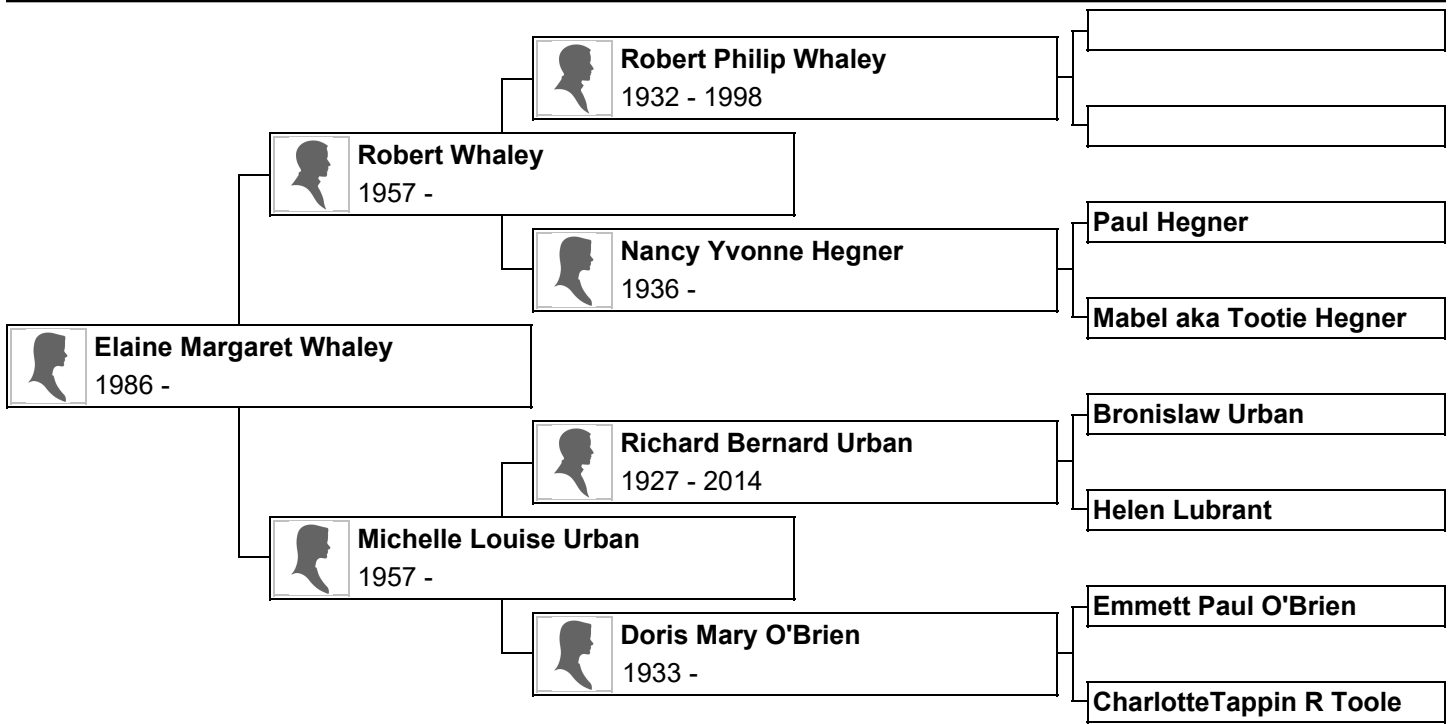 Robert Philip Whaley
1932 - 1998
Robert Whaley
1957 -
Nancy Yvonne Hegner
1936 -
Paul Hegner
Mabel aka Tootie Hegner
Elaine Margaret Whaley
1986 -
Richard Bernard Urban
1927 - 2014
Bronislaw Urban
Helen Lubrant
Michelle Louise Urban
1957 -
Doris Mary O'Brien
1933 -
Emmett Paul O'Brien
CharlotteTappin R Toole